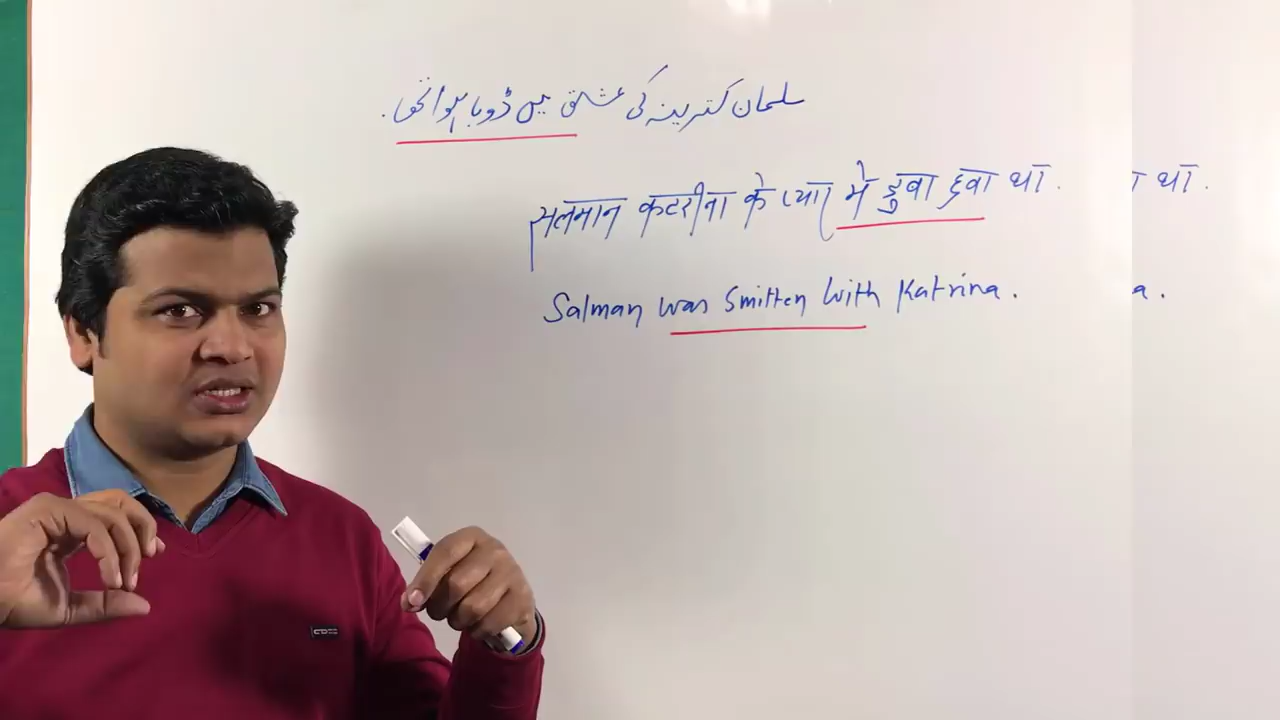 سلمان کترینہ کی عشق میں ڈوبا ہوا تھا.
सलमान कटरीना के प्यार में डुबा हुवा था. ा था.
Salman was Smitten With Katrina. a.